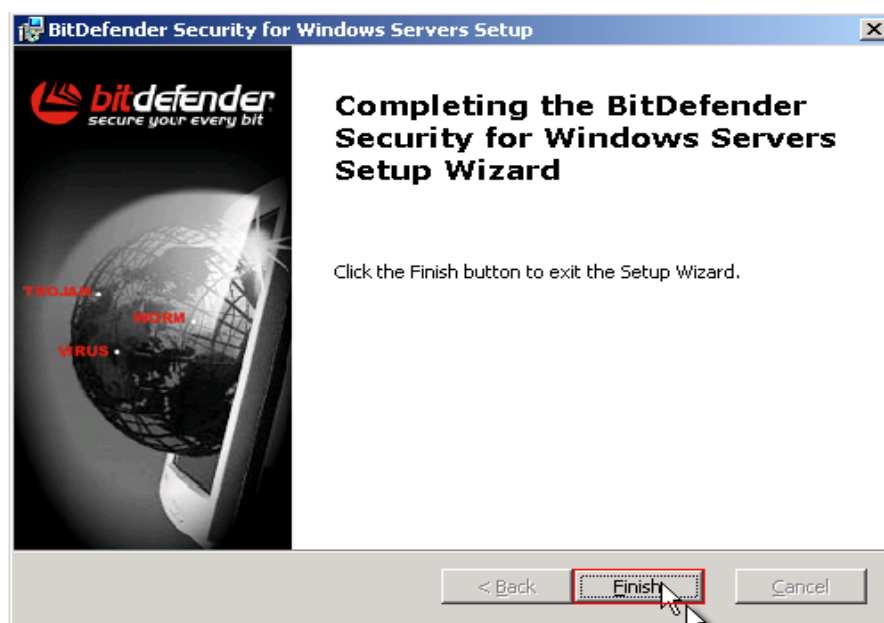 BitDefender Security for Windows Servers Setup
bitdefender
secure your every bit
Completing the BitDefender
Security for Windows Servers
Setup Wizard
Click the Finish button to exit the Setup Wizard.
TROJAN
WORM
VIRUS
< Back
Finish
Cancel